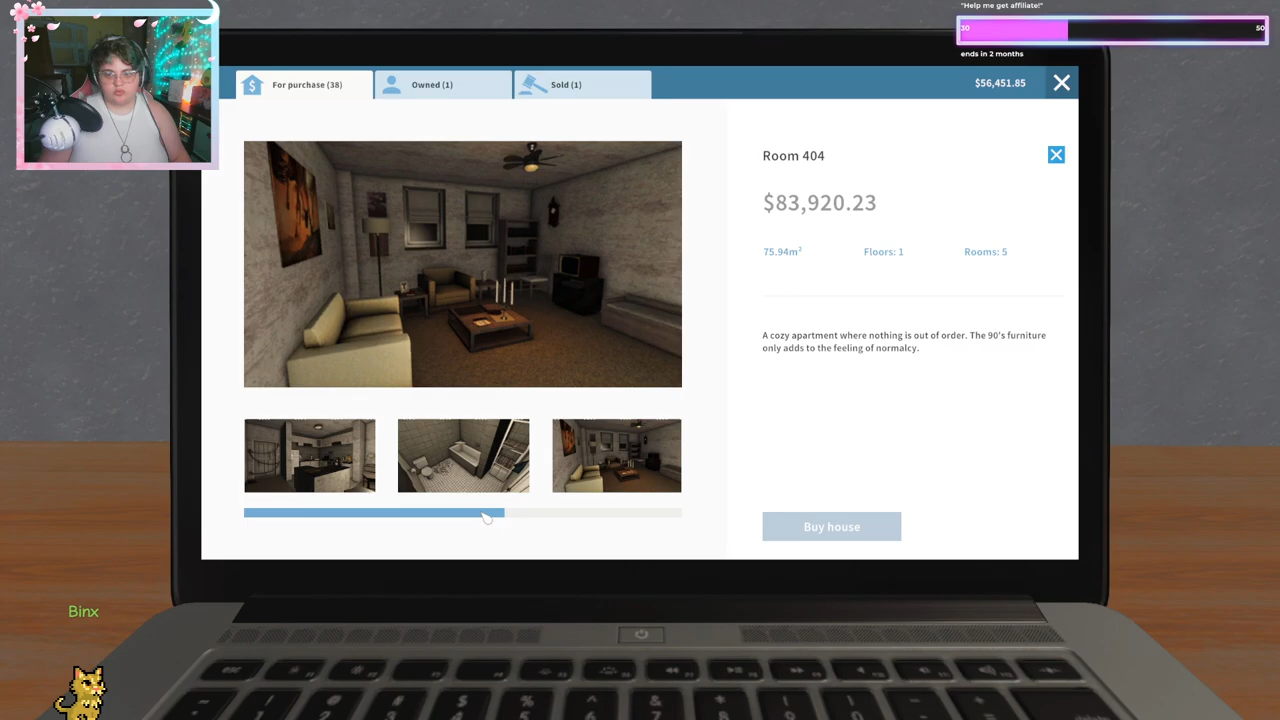 "Help me get affiliate!"
30
50
ends in 2 months
For purchase (38)
Owned (1)
Sold (1)
$56,451.85
Room 404
$83,920.23
75.94m²
Floors: 1
Rooms: 5
A cozy apartment where nothing is out of order. The 90's furniture
only adds to the feeling of normalcy.
Buy house
Binx